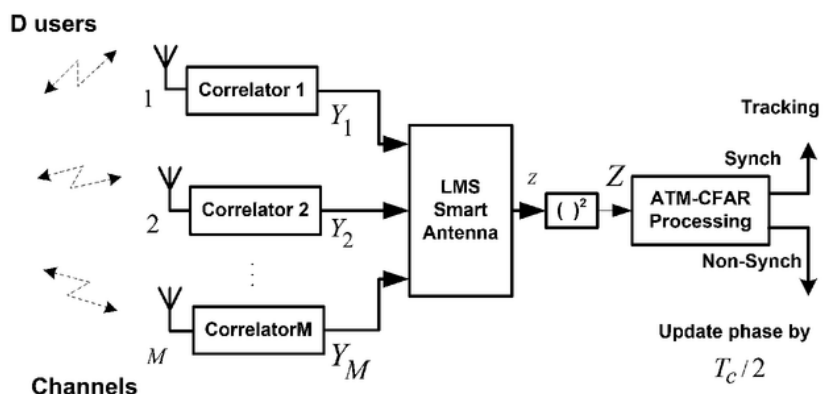 D users
1
Correlator 1
Y1
2
Correlator 2
Y2
⋮
M
CorrelatorM
YM
Channels
LMS
Smart
Antenna
z
( )²
Z
ATM-CFAR
Processing
Tracking
Synch
Non-Synch
Update phase by
Tc/2